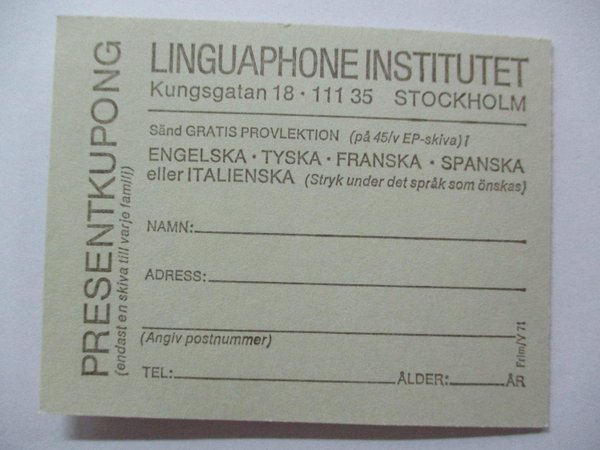 PRESENTKUPONG
(endast en skiva till varje familj)
LINGUAPHONE INSTITUTET
Kungsgatan 18 · 111 35 STOCKHOLM
Sänd GRATIS PROVLEKTION (på 45/v EP-skiva) i
ENGELSKA · TYSKA · FRANSKA · SPANSKA
eller ITALIENSKA (Stryk under det språk som önskas)
NAMN:
ADRESS:
(Angiv postnummer)
TEL: ÅLDER: ÅR
Frim/V 71